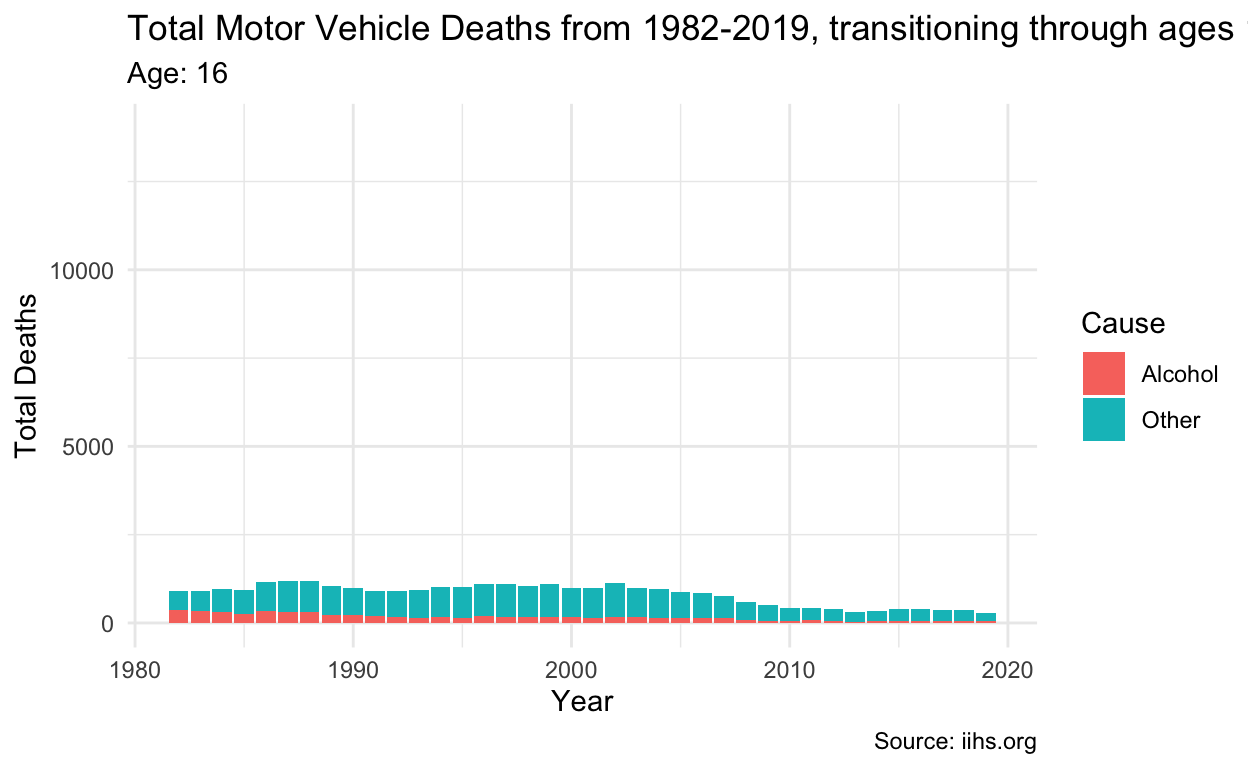 Total Motor Vehicle Deaths from 1982-2019, transitioning through ages
Age: 16
10000
5000
0
Total Deaths
1980
1990
2000
2010
2020
Year
Cause
Alcohol
Other
Source: iihs.org